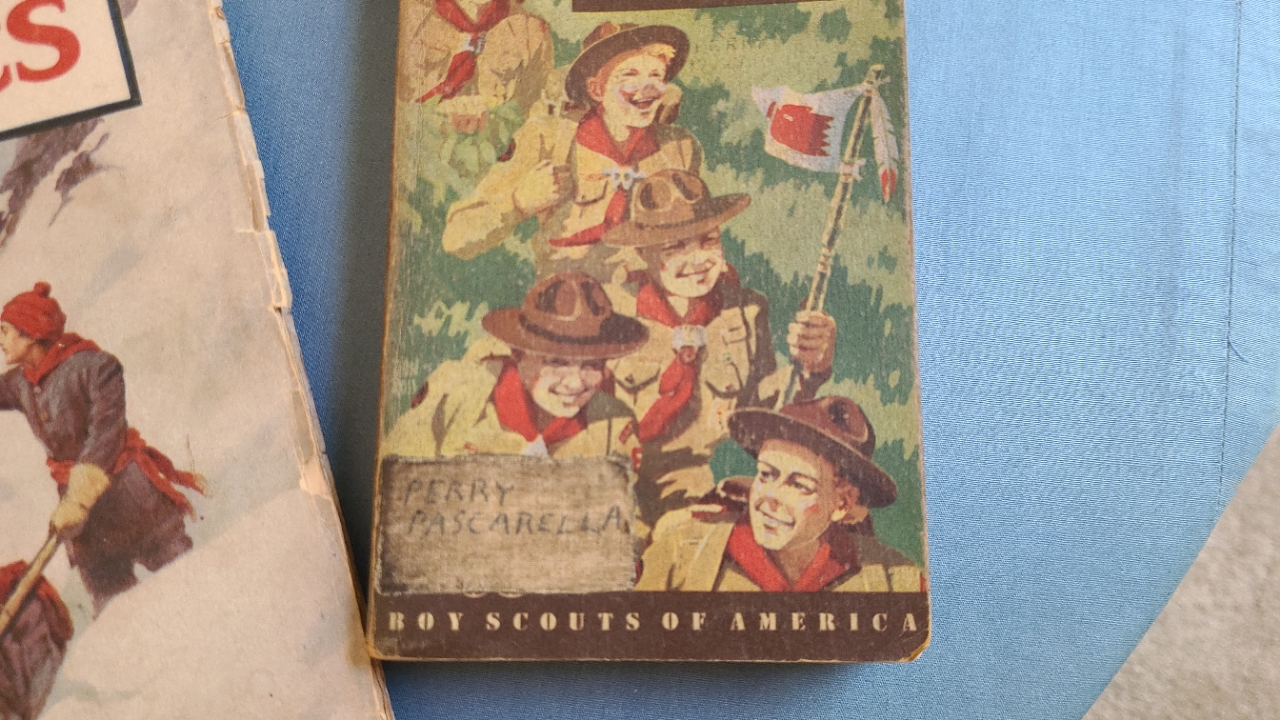 PERRY
PASCARELLA
BOY SCOUTS OF AMERICA